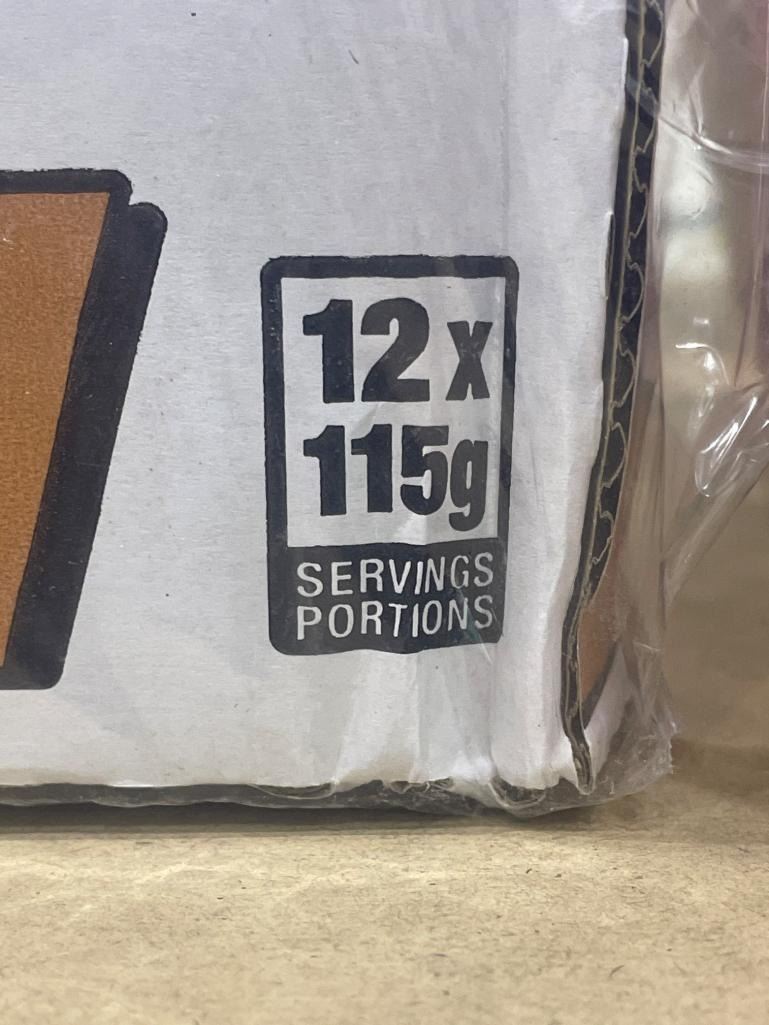 12 x
115g
SERVINGS
PORTIONS